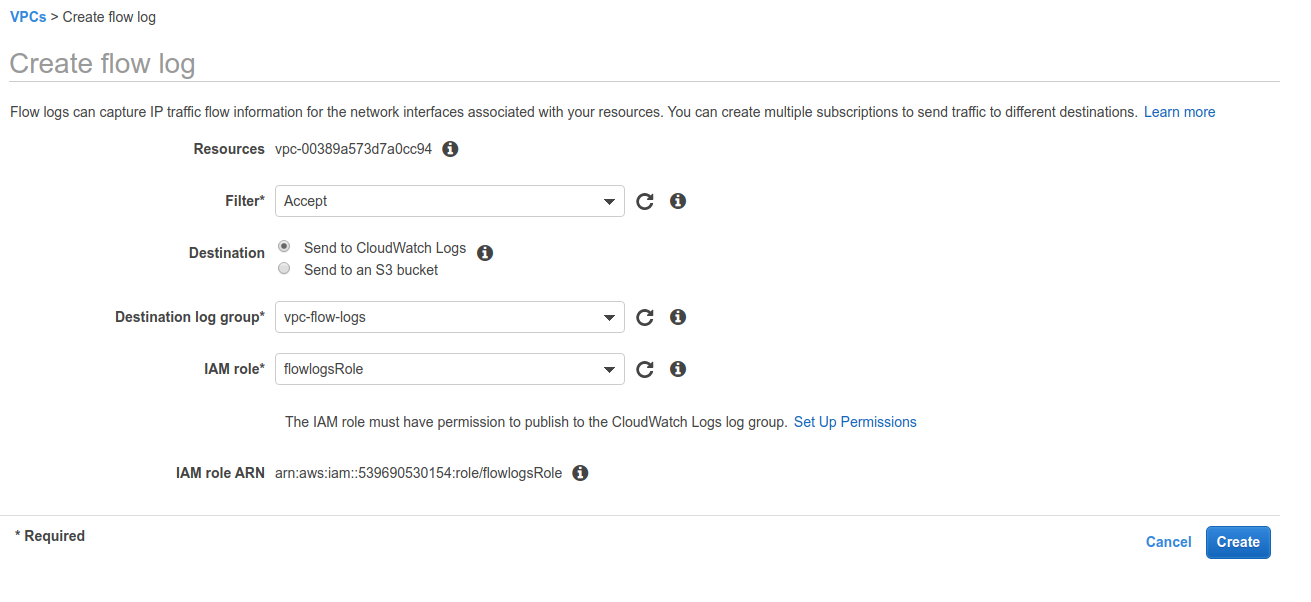 VPCs > Create flow log
Create flow log
Flow logs can capture IP traffic flow information for the network interfaces associated with your resources. You can create multiple subscriptions to send traffic to different destinations. Learn more
Resources vpc-00389a573d7a0cc94
Filter* Accept
Destination Send to CloudWatch Logs
Send to an S3 bucket
Destination log group* vpc-flow-logs
IAM role* flowlogsRole
The IAM role must have permission to publish to the CloudWatch Logs log group. Set Up Permissions
IAM role ARN arn:aws:iam::539690530154:role/flowlogsRole
* Required
Cancel Create